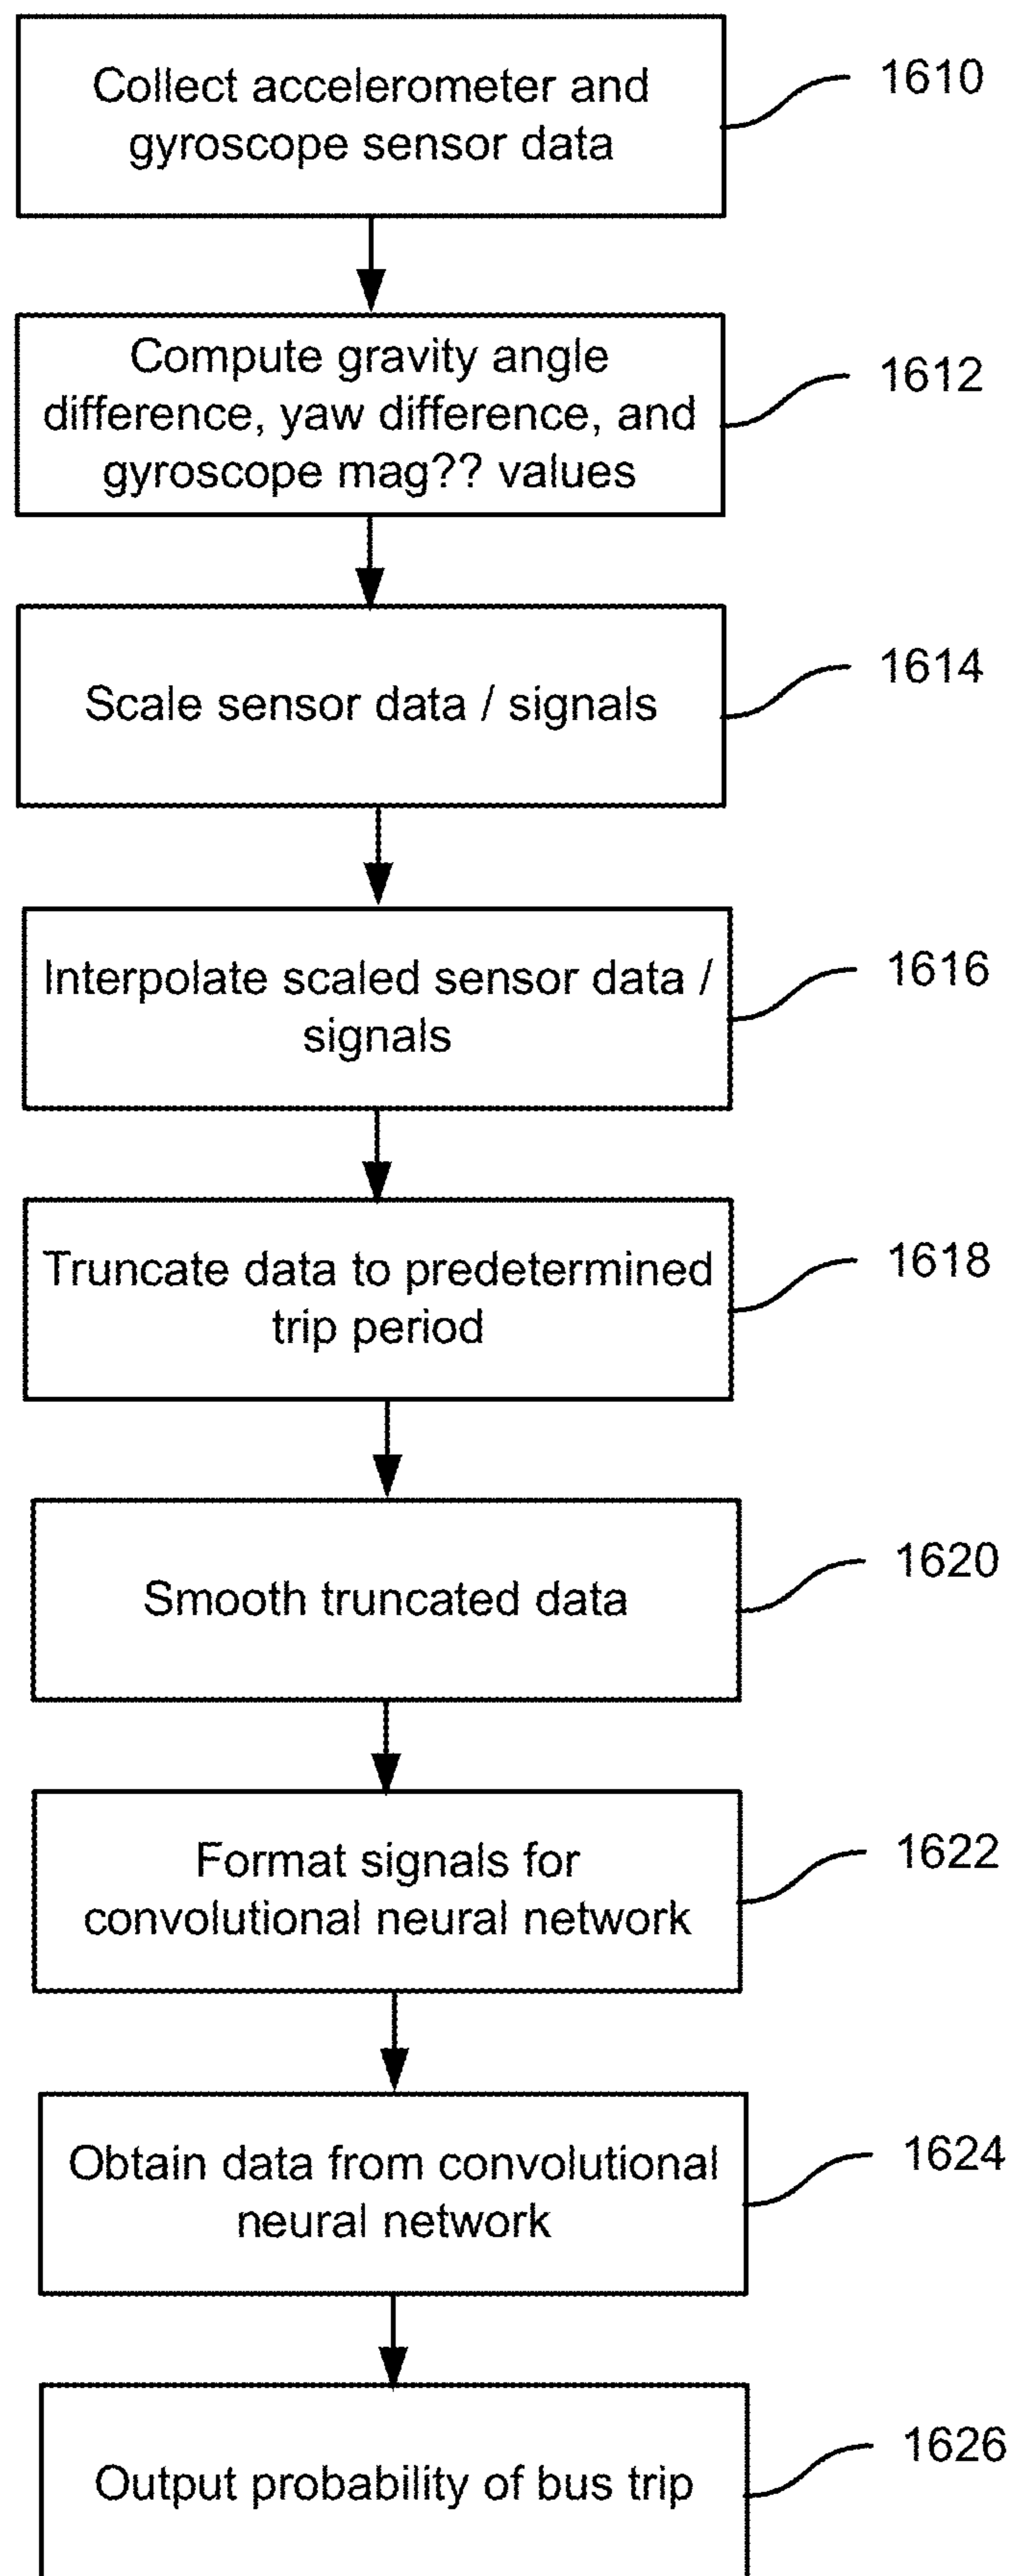 Collect accelerometer and
gyroscope sensor data
1610
Compute gravity angle
difference, yaw difference, and
gyroscope mag?? values
1612
Scale sensor data / signals
1614
Interpolate scaled sensor data /
signals
1616
Truncate data to predetermined
trip period
1618
Smooth truncated data
1620
Format signals for
convolutional neural network
1622
Obtain data from convolutional
neural network
1624
Output probability of bus trip
1626